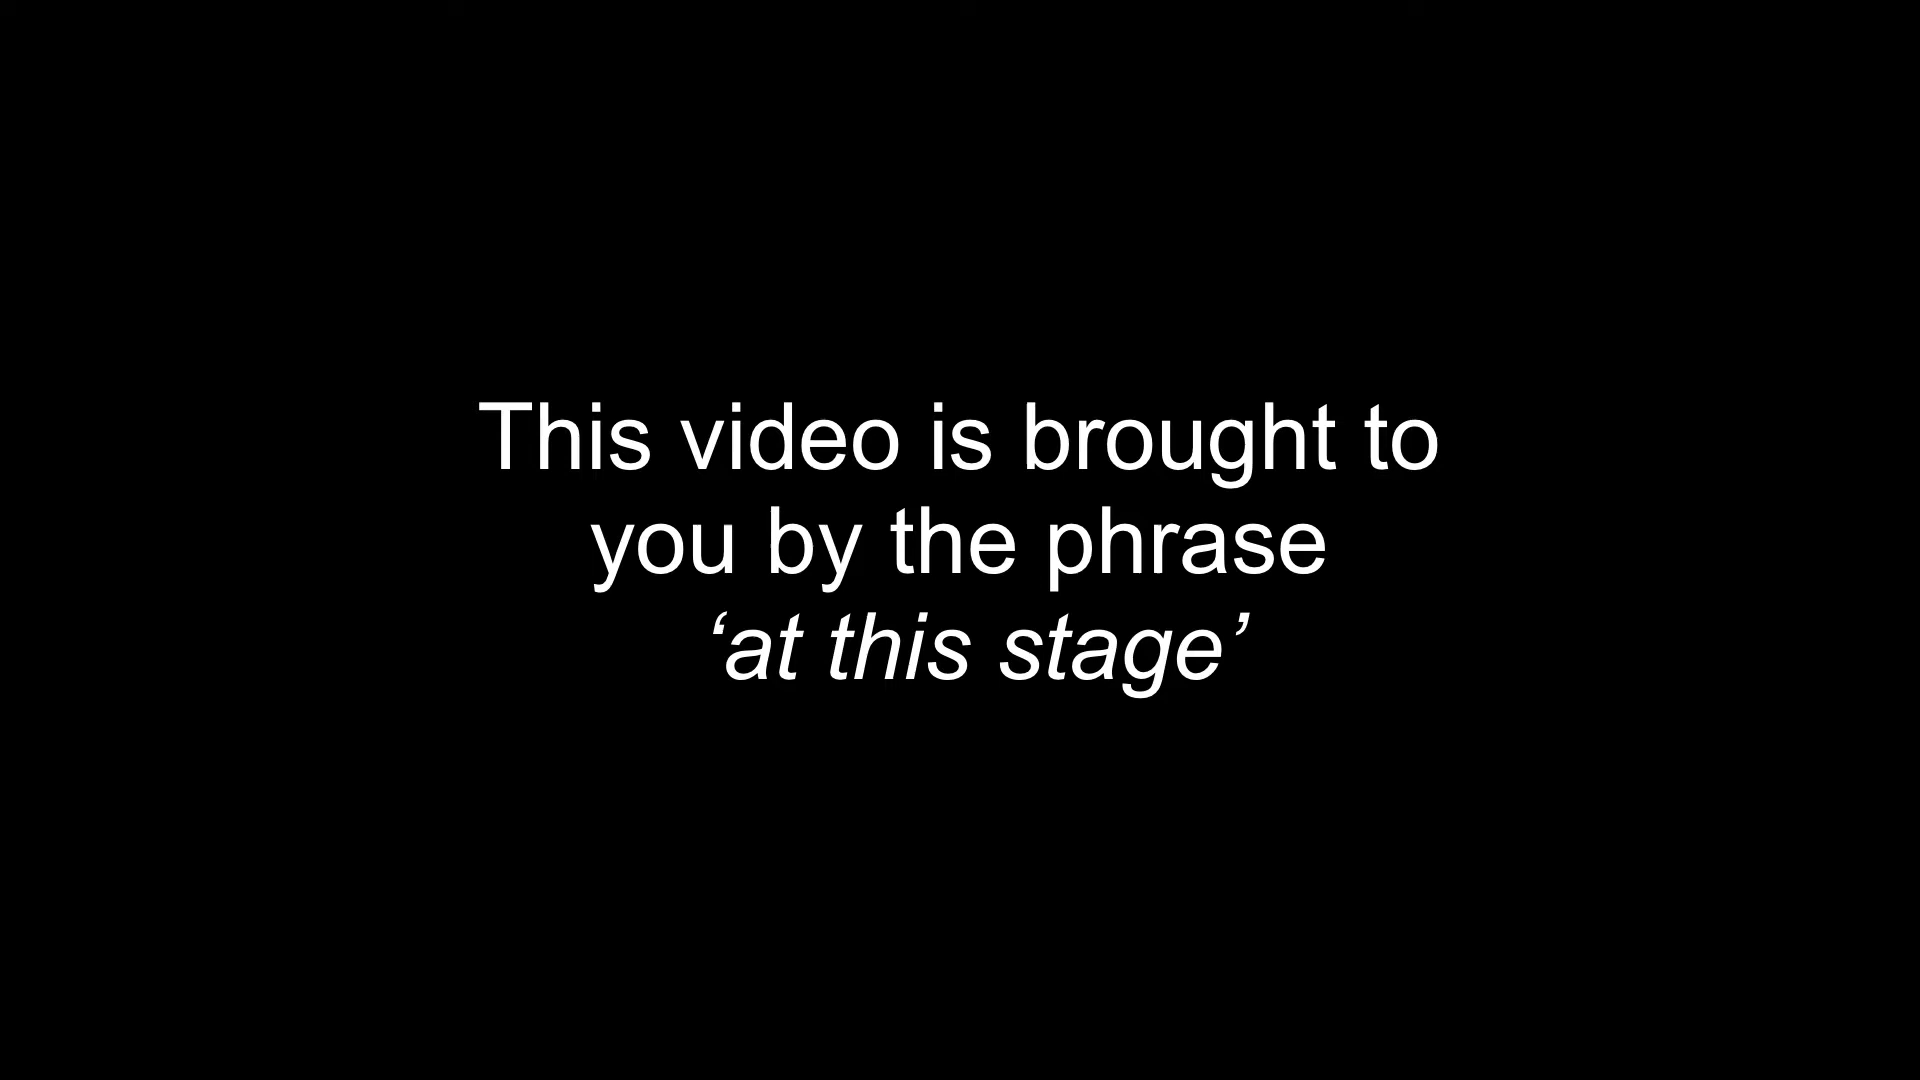 This video is brought to
you by the phrase
‘at this stage’